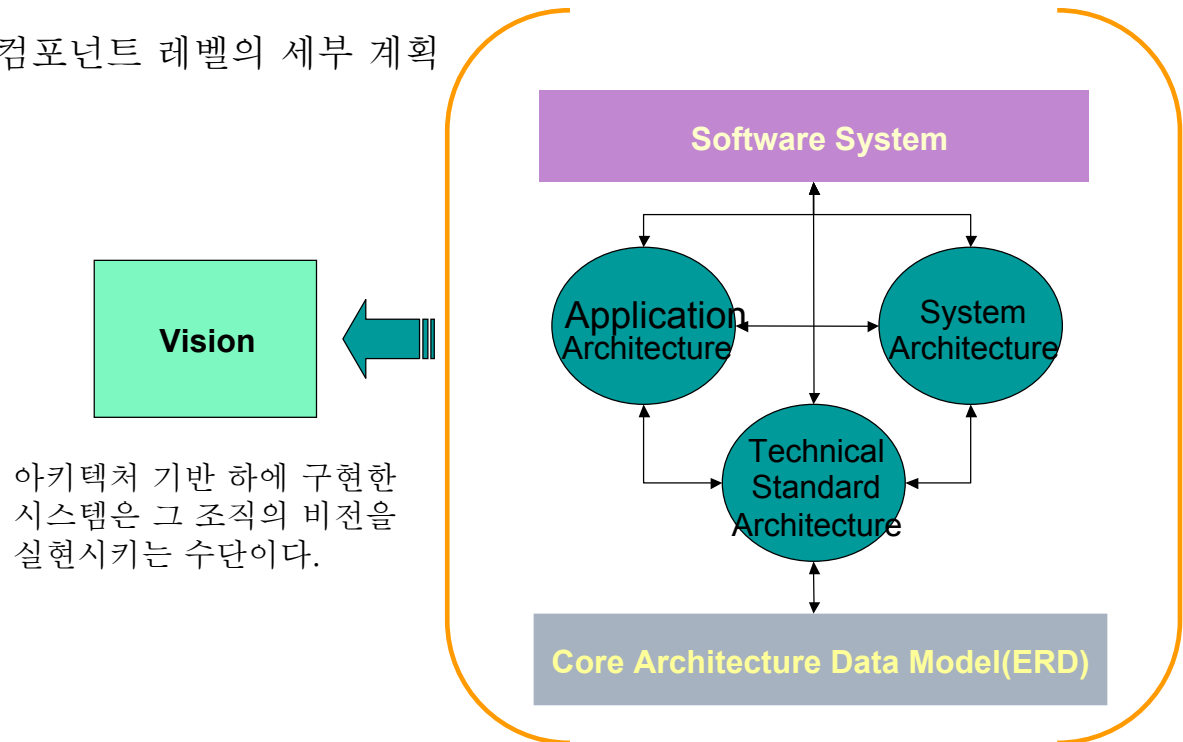 컴포넌트 레벨의 세부 계획
Software System
Application
Architecture
System
Architecture
Vision
Technical
Standard
Architecture
아키텍처 기반 하에 구현한
시스템은 그 조직의 비전을
실현시키는 수단이다.
Core Architecture Data Model(ERD)